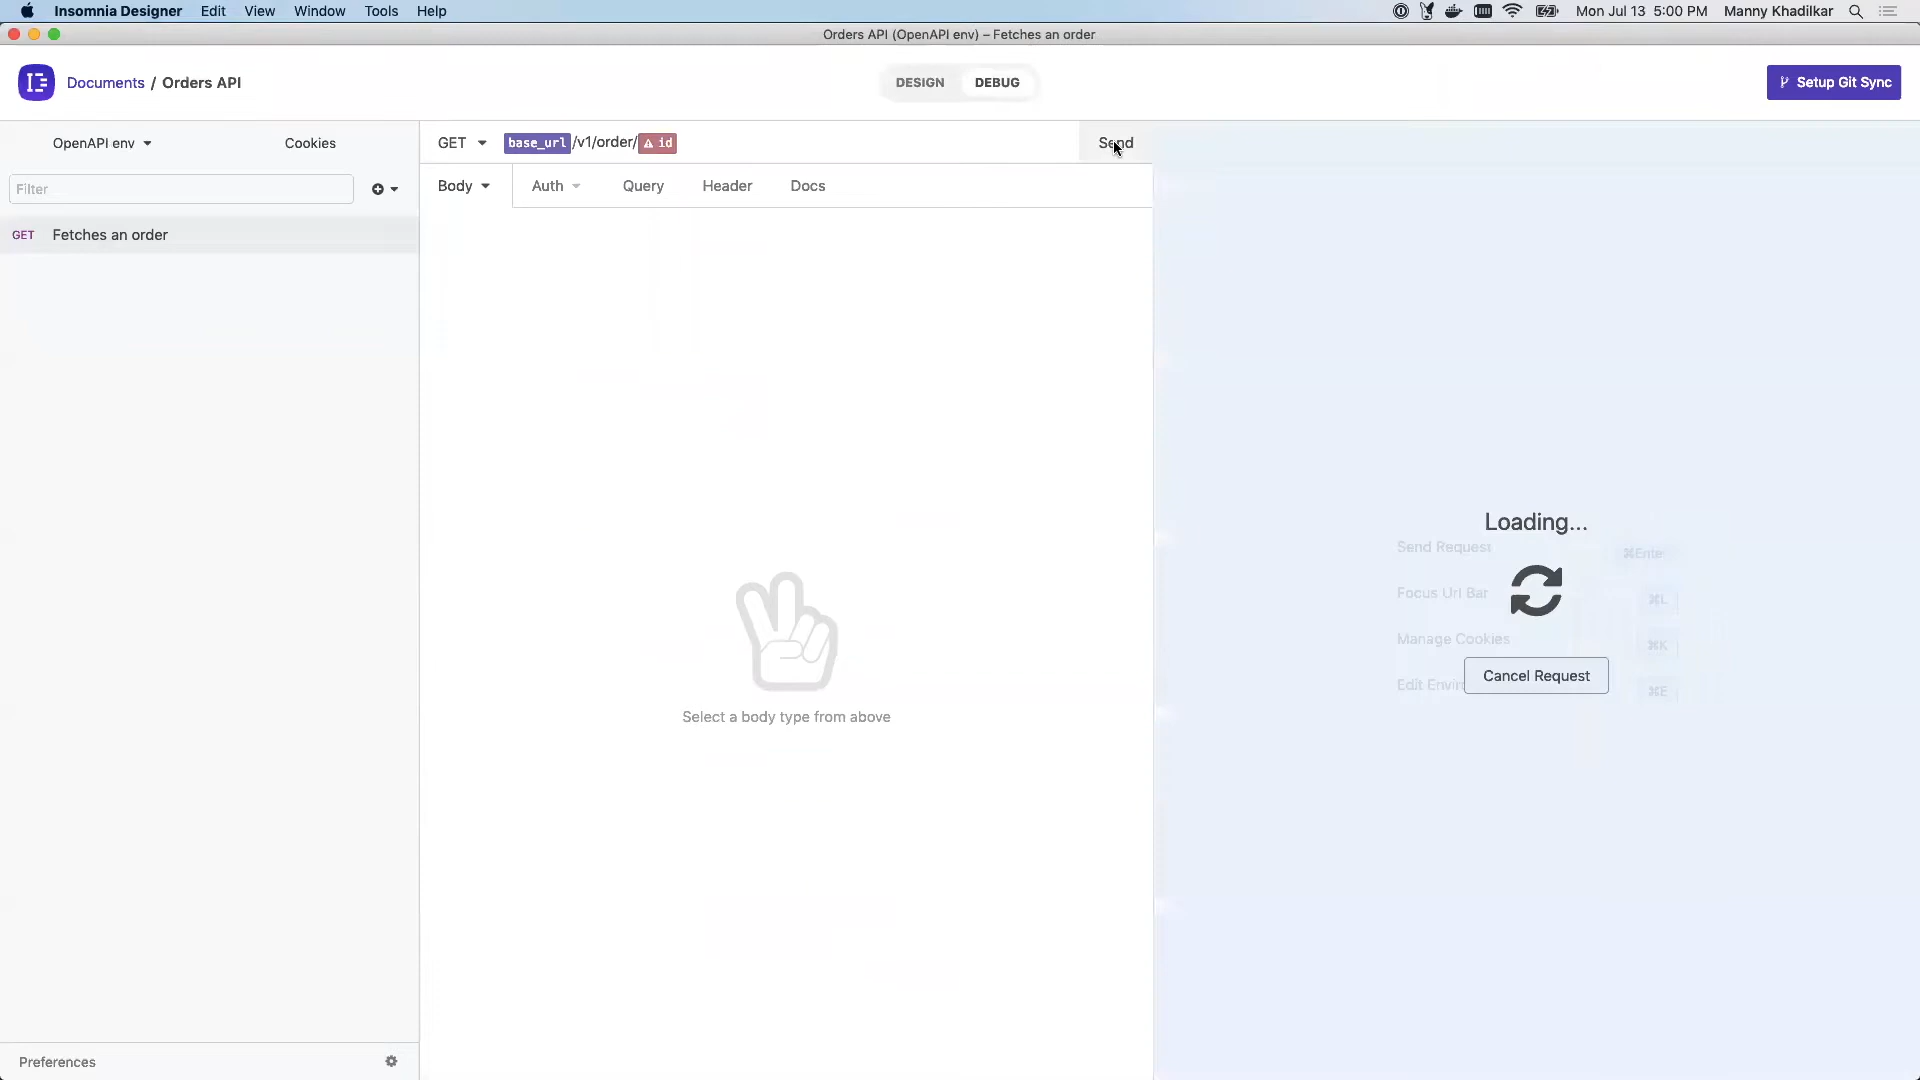 Insomnia Designer Edit View Window Tools Help Mon Jul 13 5:00 PM Manny Khadilkar
Orders API (OpenAPI env) – Fetches an order
Documents / Orders API DESIGN DEBUG Setup Git Sync
OpenAPI env Cookies GET base_url/v1/order/ id Send
Filter Body Auth Query Header Docs
GET Fetches an order
Loading...
Send Request ⌘Enter
Focus Url Bar ⌘L
Manage Cookies ⌘K
Edit Envir Cancel Request ⌘E
Select a body type from above
Preferences